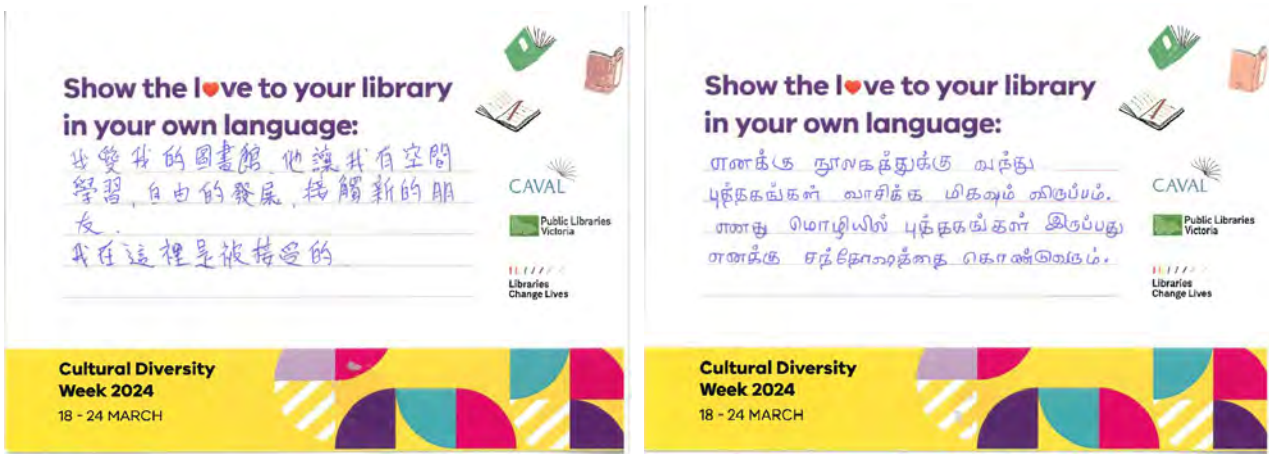 Show the l❤ve to your library
in your own language:
我愛我的圖書館,他讓我有空間
學習,自由的發展,接觸新的朋
友.
我在這裡是被接受的
CAVAL
Public Libraries
Victoria
Libraries
Change Lives
Cultural Diversity
Week 2024
18 - 24 MARCH
Show the l❤ve to your library
in your own language:
எனக்கு நூலகத்துக்கு வந்து
புத்தகங்கள் வாசிக்க மிகவும் விருப்பம்.
எனது மொழியில் புத்தகங்கள் இருப்பது
எனக்கு சந்தோஷத்தை கொண்டுவரும்.
CAVAL
Public Libraries
Victoria
Libraries
Change Lives
Cultural Diversity
Week 2024
18 - 24 MARCH